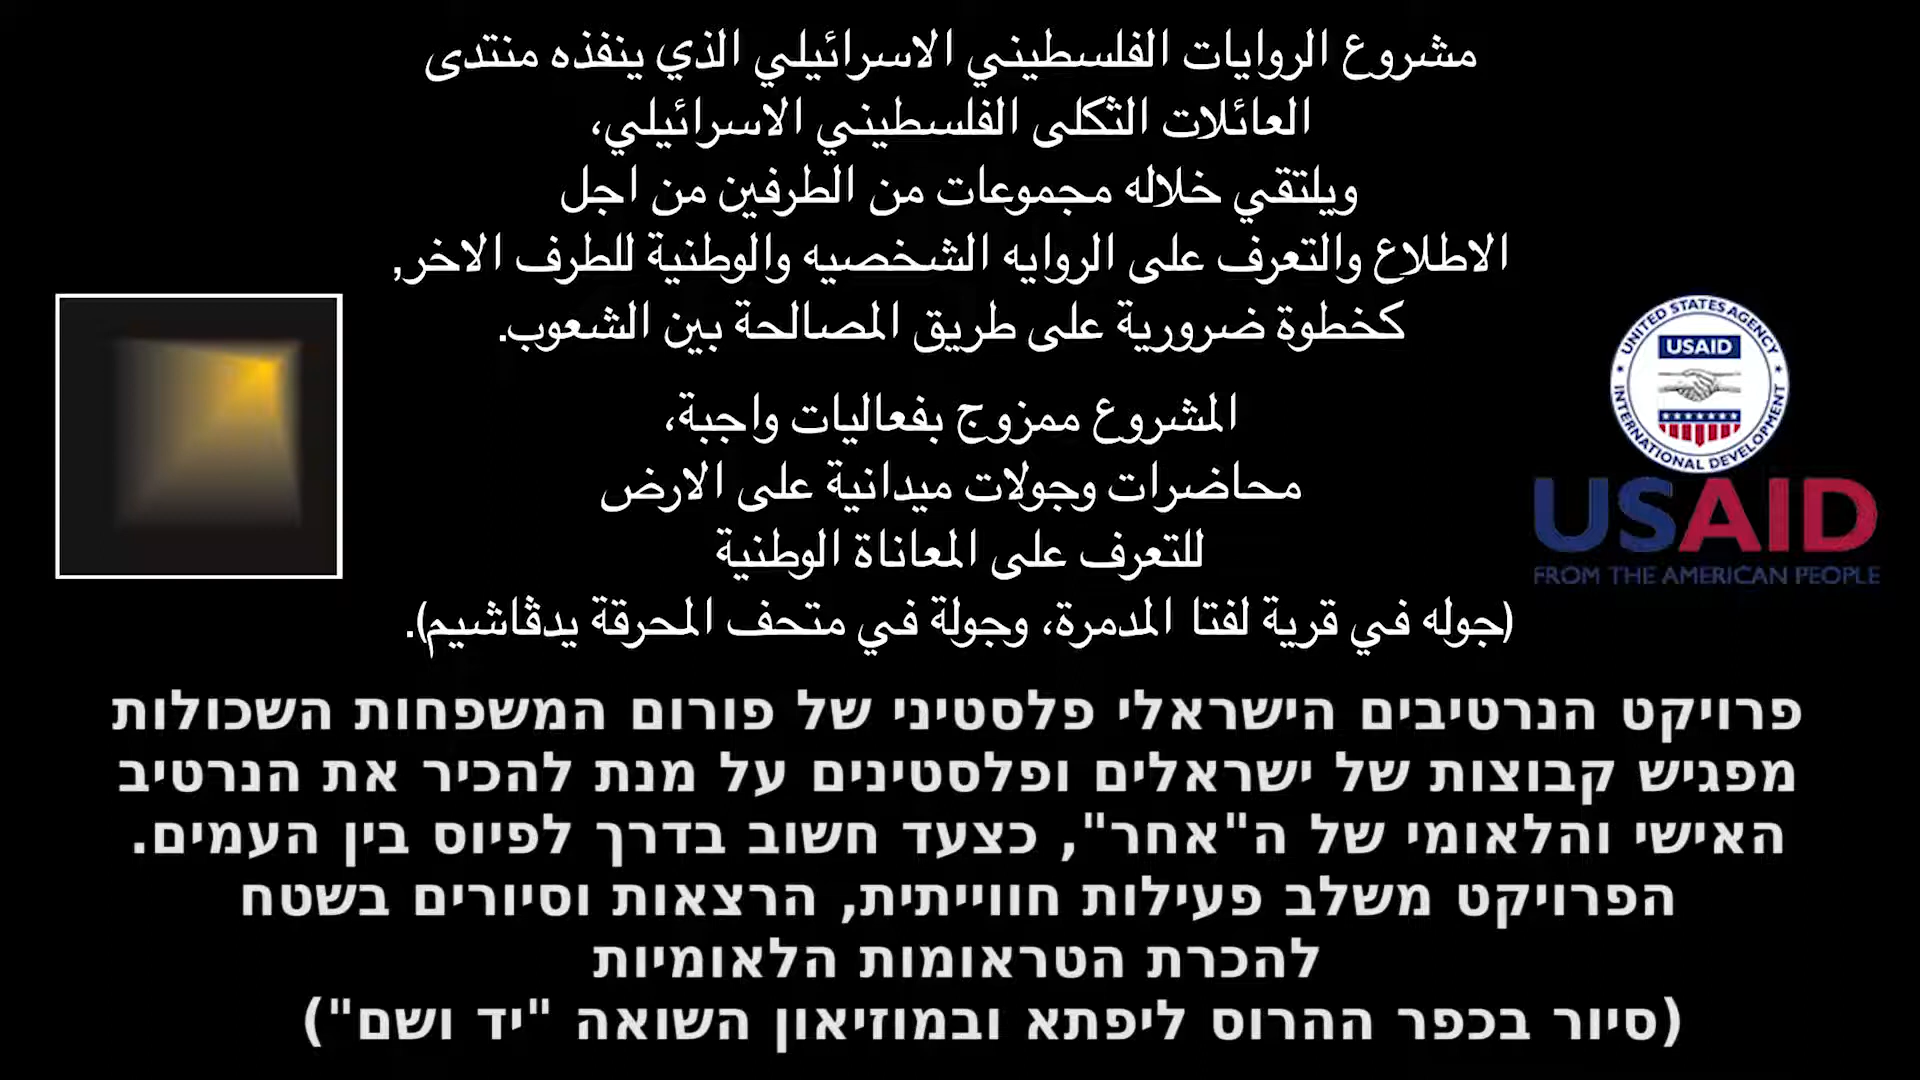 مشروع الروايات الفلسطيني الاسرائيلي الذي ينفذه منتدى
العائلات الثكلى الفلسطيني الاسرائيلي،
ويلتقي خلاله مجموعات من الطرفين من اجل
الاطلاع والتعرف على الروايه الشخصيه والوطنية للطرف الاخر,
كخطوة ضرورية على طريق المصالحة بين الشعوب.
المشروع ممزوج بفعاليات واجبة،
محاضرات وجولات ميدانية على الارض
للتعرف على المعاناة الوطنية
(جوله في قرية لفتا المدمرة، وجولة في متحف المحرقة يدڤاشيم).
UNITED STATES AGENCY
USAID
INTERNATIONAL DEVELOPMENT
USAID
FROM THE AMERICAN PEOPLE
פרויקט הנרטיבים הישראלי פלסטיני של פורום המשפחות השכולות
מפגיש קבוצות של ישראלים ופלסטינים על מנת להכיר את הנרטיב
האישי והלאומי של ה"אחר", כצעד חשוב בדרך לפיוס בין העמים.
הפרויקט משלב פעילות חווייתית, הרצאות וסיורים בשטח
להכרת הטראומות הלאומיות
(סיור בכפר ההרוס ליפתא ובמוזיאון השואה "יד ושם")